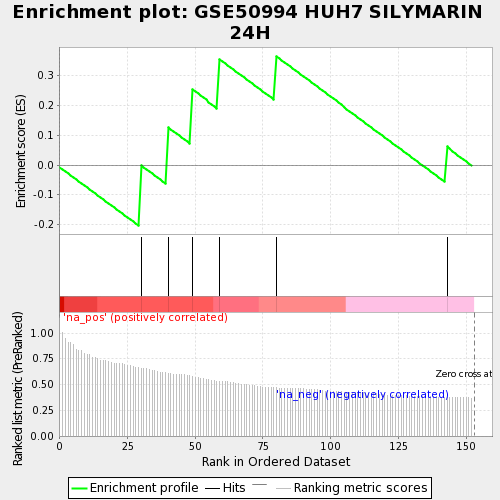 Enrichment plot: GSE50994 HUH7 SILYMARIN
24H
Enrichment score (ES)
0.3
0.2
0.1
0.0
-0.1
-0.2
'na_pos' (positively correlated)
Ranked list metric (PreRanked)
1.00
0.75
0.50
0.25
0.00
Zero cross at
'na_neg' (negatively correlated)
0 25 50 75 100 125 150
Rank in Ordered Dataset
Enrichment profile Hits Ranking metric scores